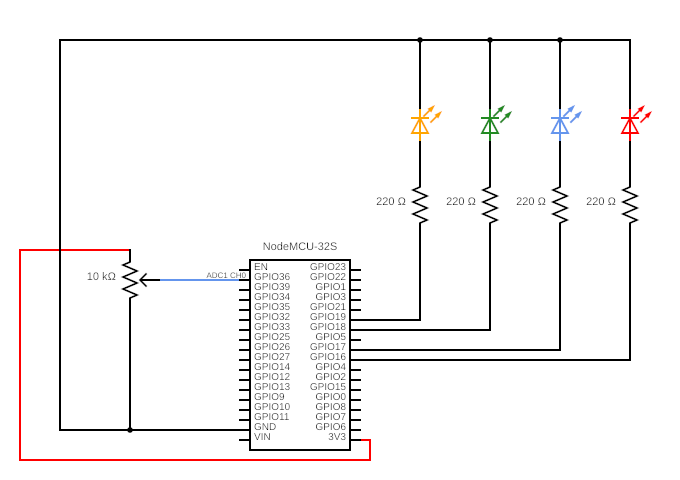 220 Ω 220 Ω 220 Ω 220 Ω
NodeMCU-32S
10 kΩ
ADC1 CH0
EN GPIO23
GPIO36 GPIO22
GPIO39 GPIO1
GPIO34 GPIO3
GPIO35 GPIO21
GPIO32 GPIO19
GPIO33 GPIO18
GPIO25 GPIO5
GPIO26 GPIO17
GPIO27 GPIO16
GPIO14 GPIO4
GPIO12 GPIO2
GPIO13 GPIO15
GPIO9 GPIO0
GPIO10 GPIO8
GPIO11 GPIO7
GND GPIO6
VIN 3V3